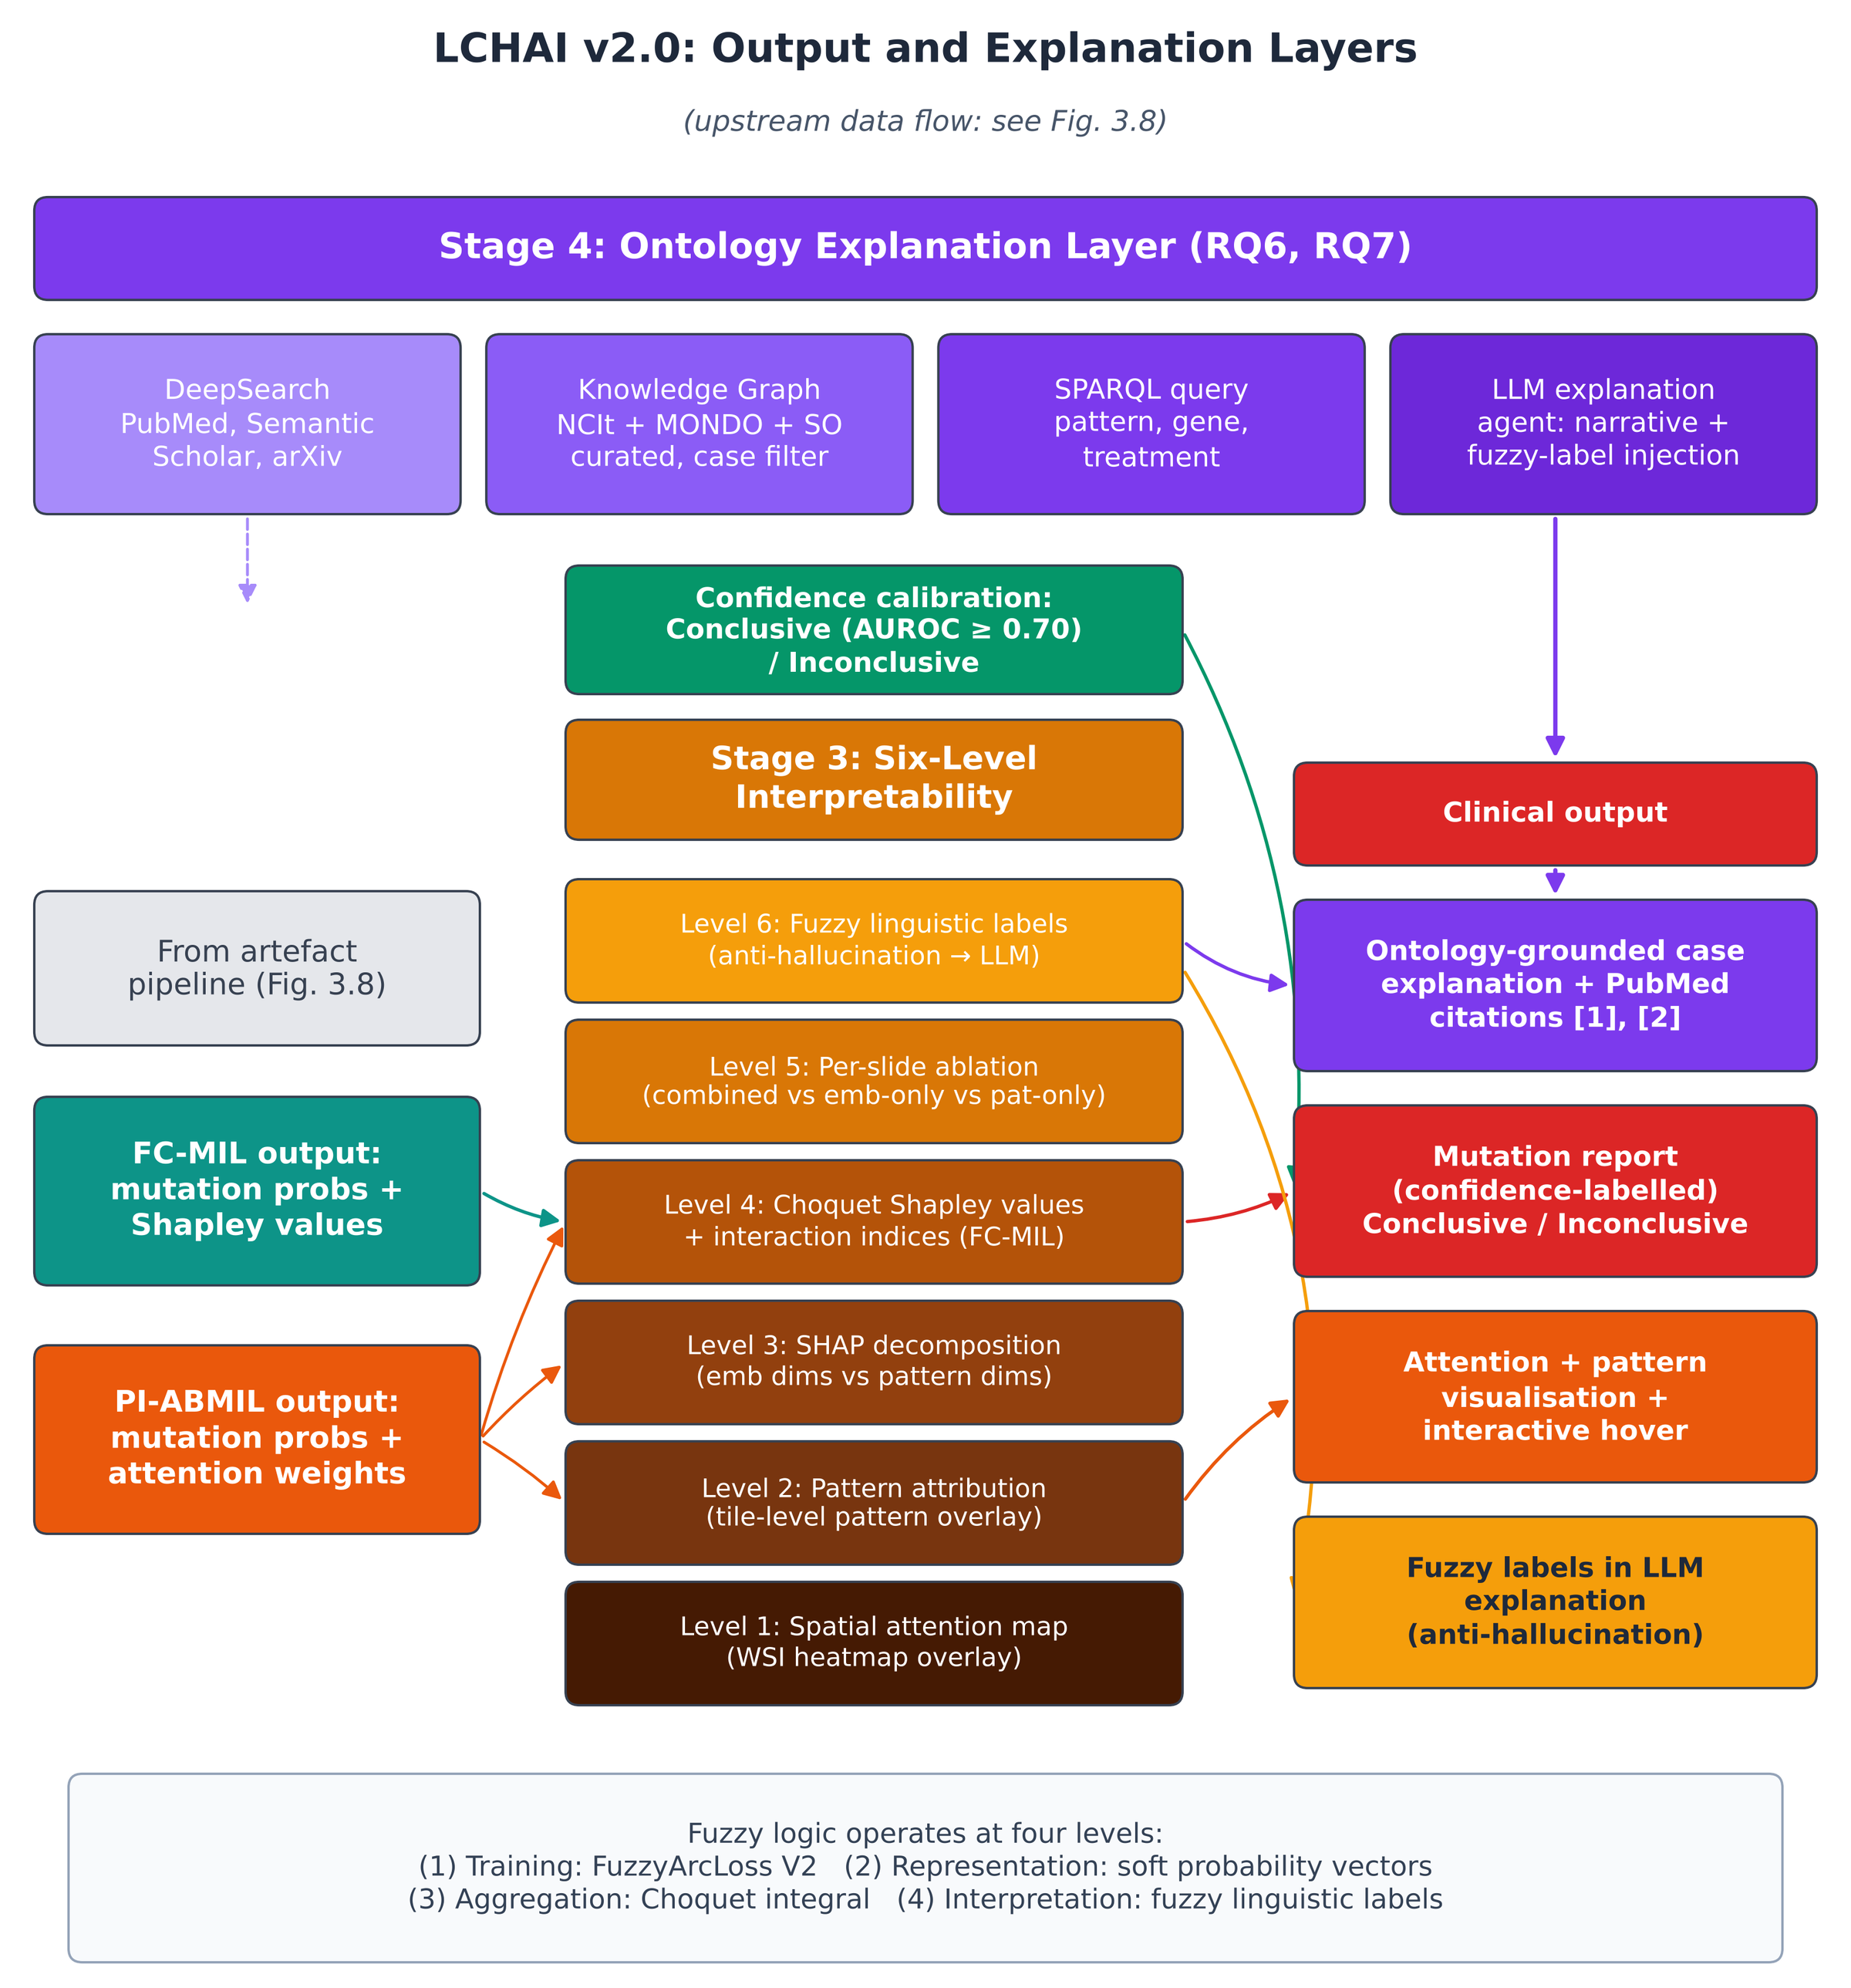 LCHAI v2.0: Output and Explanation Layers
(upstream data flow: see Fig. 3.8)
Stage 4: Ontology Explanation Layer (RQ6, RQ7)
DeepSearch
PubMed, Semantic
Scholar, arXiv
Knowledge Graph
NCIt + MONDO + SO
curated, case filter
SPARQL query
pattern, gene,
treatment
LLM explanation
agent: narrative +
fuzzy-label injection
Confidence calibration:
Conclusive (AUROC ≥ 0.70)
/ Inconclusive
Stage 3: Six-Level
Interpretability
From artefact
pipeline (Fig. 3.8)
FC-MIL output:
mutation probs +
Shapley values
PI-ABMIL output:
mutation probs +
attention weights
Level 6: Fuzzy linguistic labels
(anti-hallucination → LLM)
Level 5: Per-slide ablation
(combined vs emb-only vs pat-only)
Level 4: Choquet Shapley values
+ interaction indices (FC-MIL)
Level 3: SHAP decomposition
(emb dims vs pattern dims)
Level 2: Pattern attribution
(tile-level pattern overlay)
Level 1: Spatial attention map
(WSI heatmap overlay)
Clinical output
Ontology-grounded case
explanation + PubMed
citations [1], [2]
Mutation report
(confidence-labelled)
Conclusive / Inconclusive
Attention + pattern
visualisation +
interactive hover
Fuzzy labels in LLM
explanation
(anti-hallucination)
Fuzzy logic operates at four levels:
(1) Training: FuzzyArcLoss V2   (2) Representation: soft probability vectors
(3) Aggregation: Choquet integral   (4) Interpretation: fuzzy linguistic labels